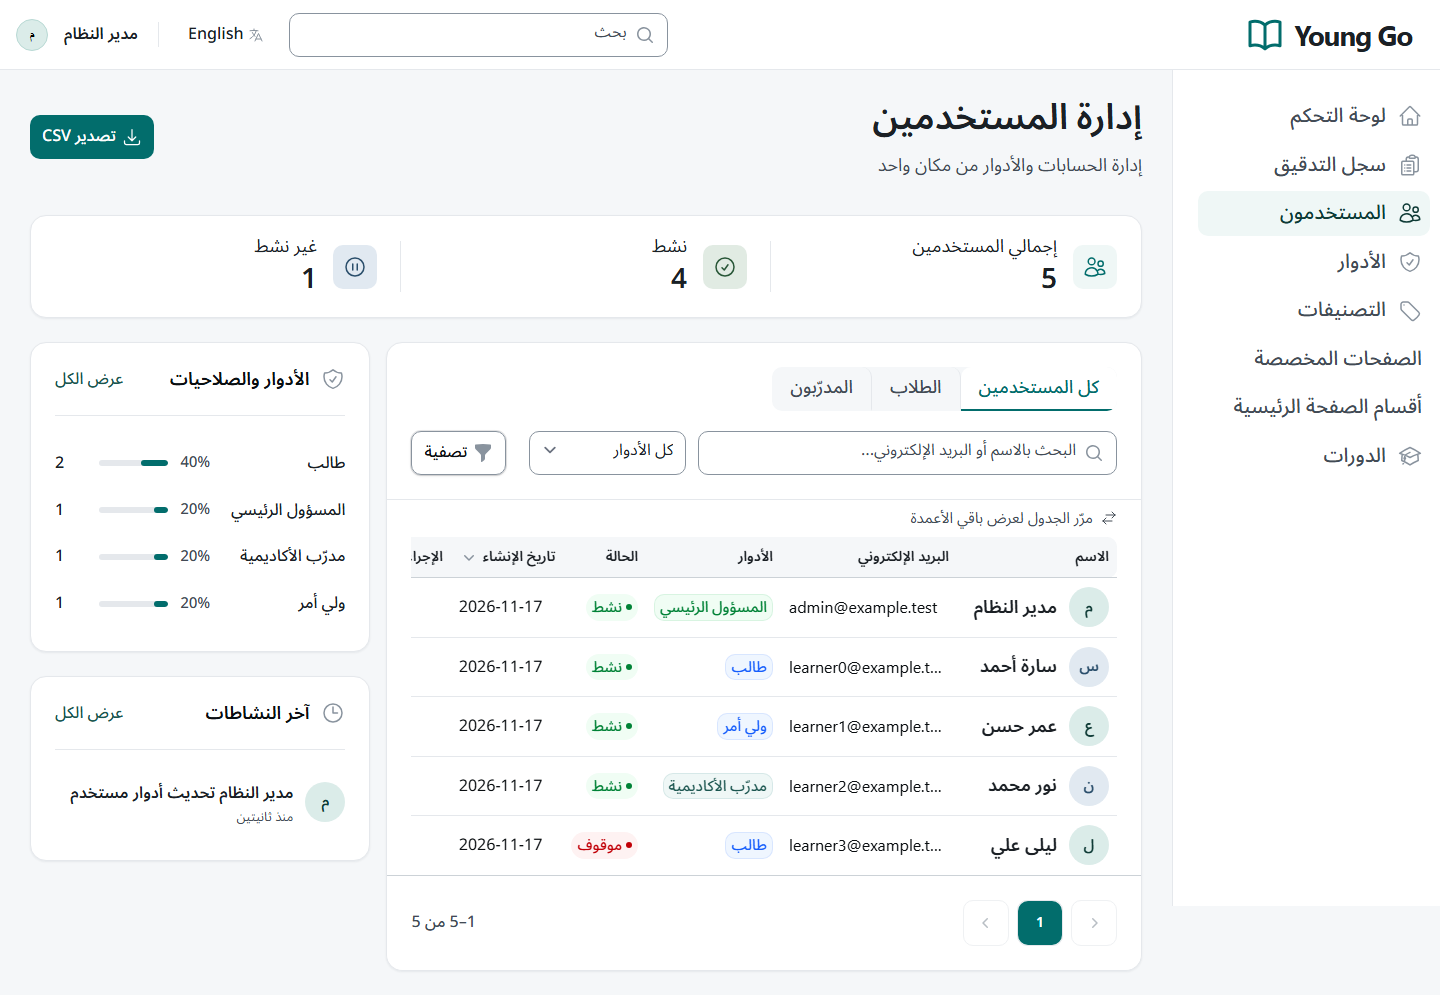 Young Go
بحث
English
مدير النظام
م
لوحة التحكم
سجل التدقيق
المستخدمون
الأدوار
التصنيفات
الصفحات المخصصة
أقسام الصفحة الرئيسية
الدورات
إدارة المستخدمين
إدارة الحسابات والأدوار من مكان واحد
تصدير CSV
إجمالي المستخدمين
5
نشط
4
غير نشط
1
كل المستخدمين
الطلاب
المدرّبون
البحث بالاسم أو البريد الإلكتروني...
كل الأدوار
تصفية
مرّر الجدول لعرض باقي الأعمدة
الاسم البريد الإلكتروني الأدوار الحالة تاريخ الإنشاء الإجرا
م مدير النظام admin@example.test المسؤول الرئيسي نشط 2026-11-17
س سارة أحمد learner0@example.t... طالب نشط 2026-11-17
ع عمر حسن learner1@example.t... ولي أمر نشط 2026-11-17
ن نور محمد learner2@example.t... مدرّب الأكاديمية نشط 2026-11-17
ل ليلى علي learner3@example.t... طالب موقوف 2026-11-17
1
1–5 من 5
الأدوار والصلاحيات
عرض الكل
طالب 40% 2
المسؤول الرئيسي 20% 1
مدرّب الأكاديمية 20% 1
ولي أمر 20% 1
آخر النشاطات
عرض الكل
م
مدير النظام تحديث أدوار مستخدم
منذ ثانيتين